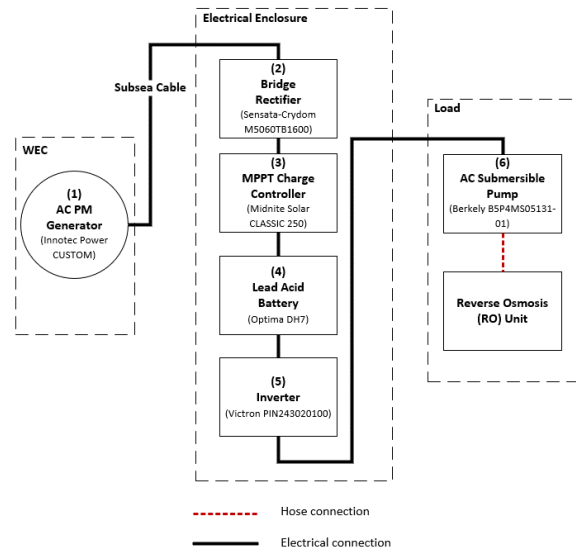 Electrical Enclosure
Subsea Cable
WEC
(1)
AC PM
Generator
(Innotec Power
CUSTOM)
(2)
Bridge
Rectifier
(Sensata-Crydom
M5060TB1600)
(3)
MPPT Charge
Controller
(Midnite Solar
CLASSIC 250)
(4)
Lead Acid
Battery
(Optima DH7)
(5)
Inverter
(Victron PIN243020100)
Load
(6)
AC Submersible
Pump
(Berkely B5P4MS05131-
01)
Reverse Osmosis
(RO) Unit
Hose connection
Electrical connection